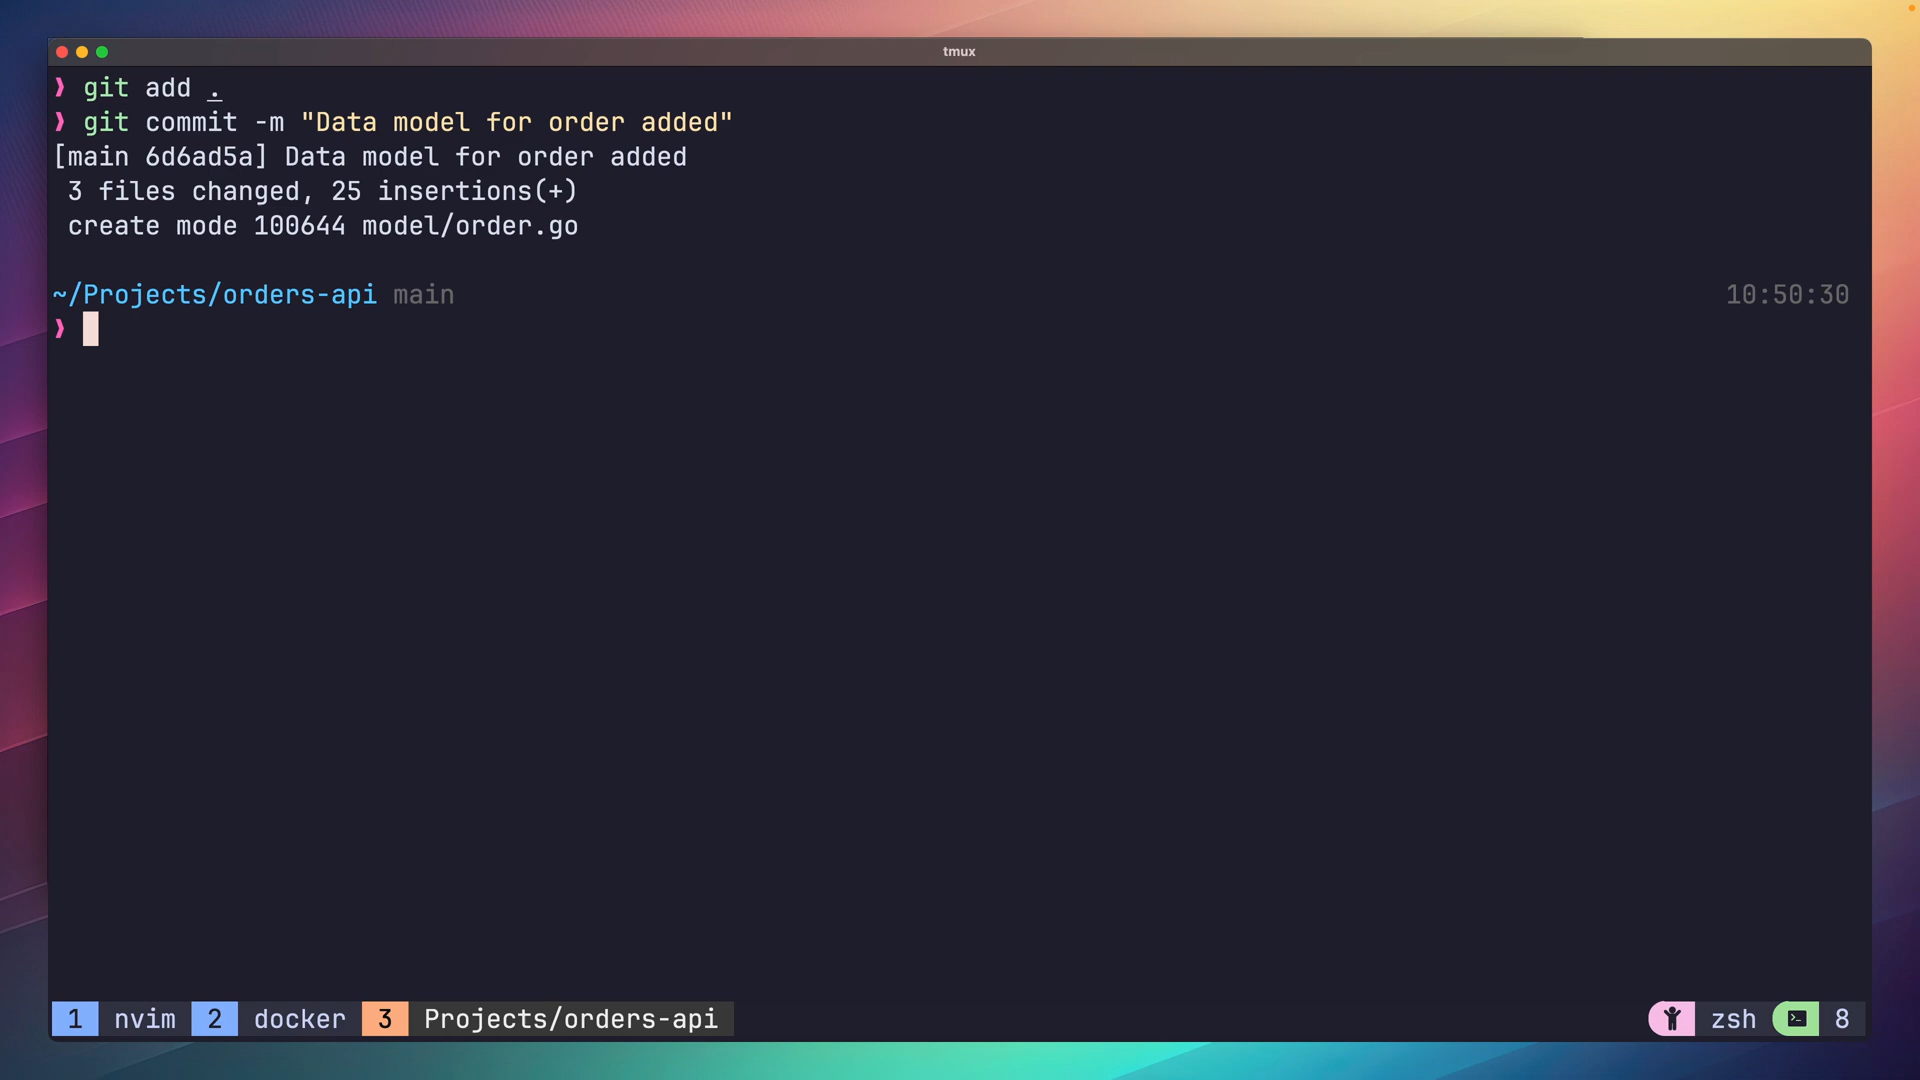 tmux
❯ git add .
❯ git commit -m "Data model for order added"
[main 6d6ad5a] Data model for order added
 3 files changed, 25 insertions(+)
 create mode 100644 model/order.go
~/Projects/orders-api main 10:50:30
❯
1 nvim 2 docker 3 Projects/orders-api zsh 8